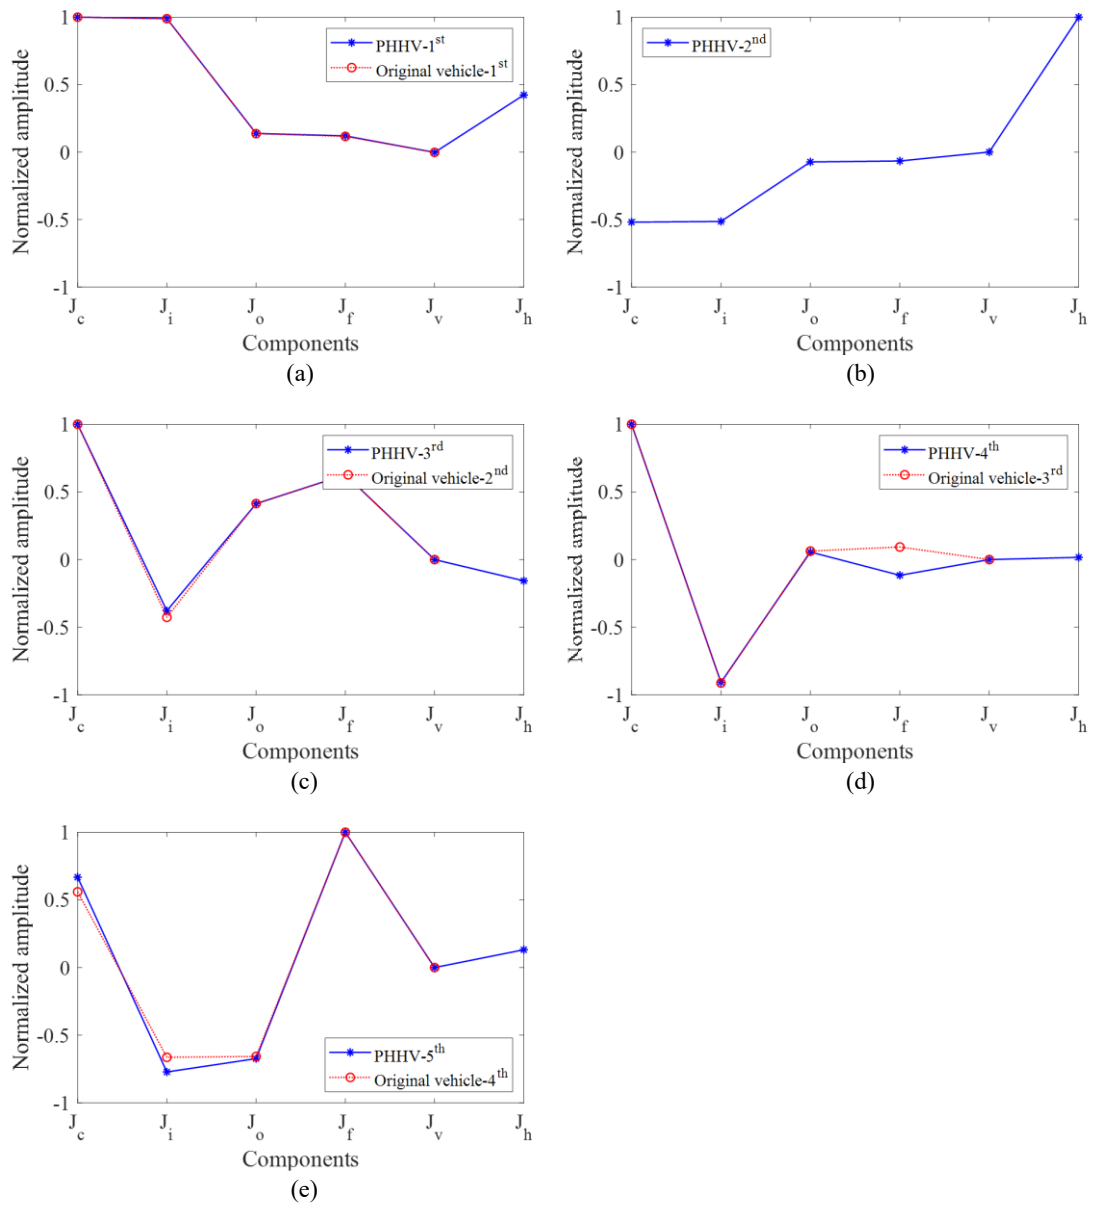 1
0.5
0
-0.5
-1
Normalized amplitude
PHHV-1st
Original vehicle-1st
Jc Ji Jo Jf Jv Jh
Components
(a)
1
0.5
0
-0.5
-1
Normalized amplitude
PHHV-2nd
Jc Ji Jo Jf Jv Jh
Components
(b)
1
0.5
0
-0.5
-1
Normalized amplitude
PHHV-3rd
Original vehicle-2nd
Jc Ji Jo Jf Jv Jh
Components
(c)
1
0.5
0
-0.5
-1
Normalized amplitude
PHHV-4th
Original vehicle-3rd
Jc Ji Jo Jf Jv Jh
Components
(d)
1
0.5
0
-0.5
-1
Normalized amplitude
PHHV-5th
Original vehicle-4th
Jc Ji Jo Jf Jv Jh
Components
(e)